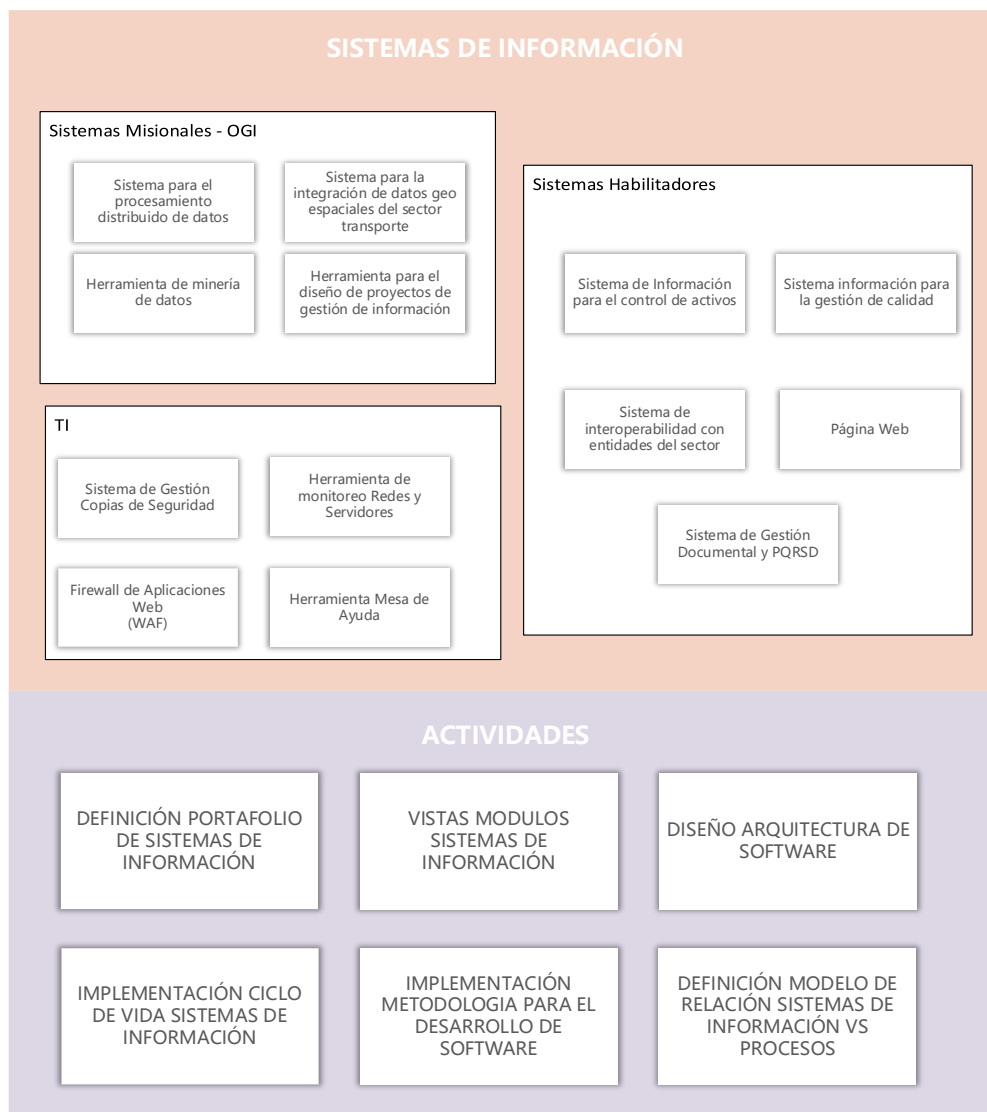 SISTEMAS DE INFORMACIÓN
Sistemas Misionales - OGI
Sistema para el
procesamiento
distribuido de datos
Sistema para la
integración de datos geo
espaciales del sector
transporte
Herramienta de minería
de datos
Herramienta para el
diseño de proyectos de
gestión de información
TI
Sistema de Gestión
Copias de Seguridad
Herramienta de
monitoreo Redes y
Servidores
Firewall de Aplicaciones
Web
(WAF)
Herramienta Mesa de
Ayuda
Sistemas Habilitadores
Sistema de Información
para el control de activos
Sistema información para
la gestión de calidad
Sistema de
interoperabilidad con
entidades del sector
Página Web
Sistema de Gestión
Documental y PQRSD
ACTIVIDADES
DEFINICIÓN PORTAFOLIO
DE SISTEMAS DE
INFORMACIÓN
VISTAS MODULOS
SISTEMAS DE
INFORMACIÓN
DISEÑO ARQUITECTURA DE
SOFTWARE
IMPLEMENTACIÓN CICLO
DE VIDA SISTEMAS DE
INFORMACIÓN
IMPLEMENTACIÓN
METODOLOGIA PARA EL
DESARROLLO DE
SOFTWARE
DEFINICIÓN MODELO DE
RELACIÓN SISTEMAS DE
INFORMACIÓN VS
PROCESOS